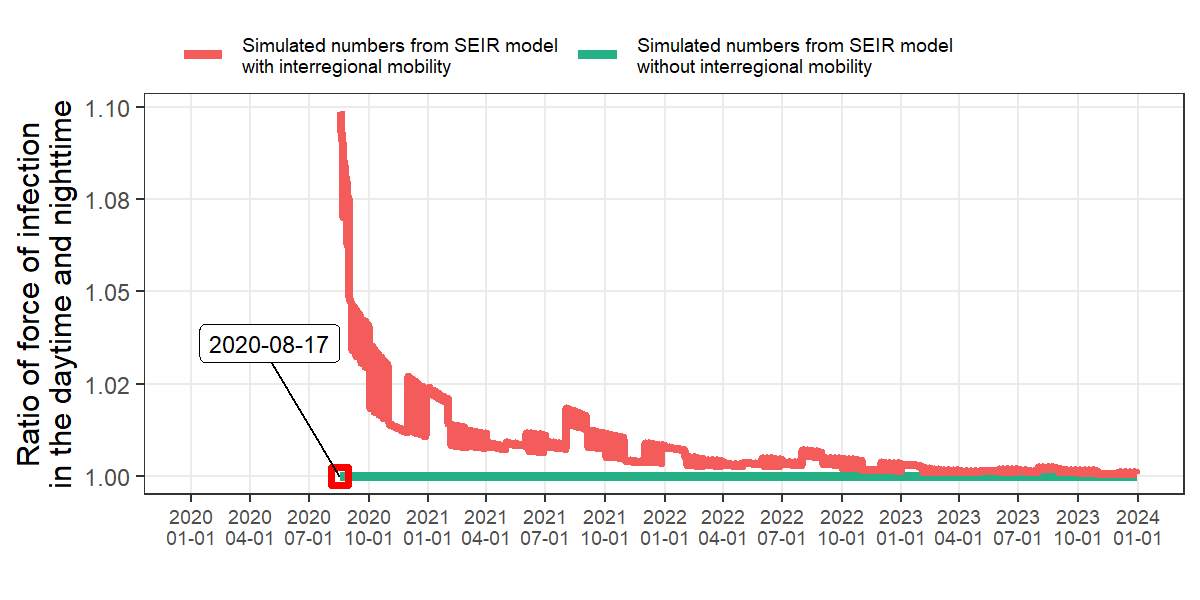 Simulated numbers from SEIR model
with interregional mobility
Simulated numbers from SEIR model
without interregional mobility
Ratio of force of infection
in the daytime and nighttime
1.10
1.08
1.05
1.02
1.00
2020-08-17
2020 2020 2020 2020 2021 2021 2021 2021 2022 2022 2022 2022 2023 2023 2023 2023 2024
01-01 04-01 07-01 10-01 01-01 04-01 07-01 10-01 01-01 04-01 07-01 10-01 01-01 04-01 07-01 10-01 01-01